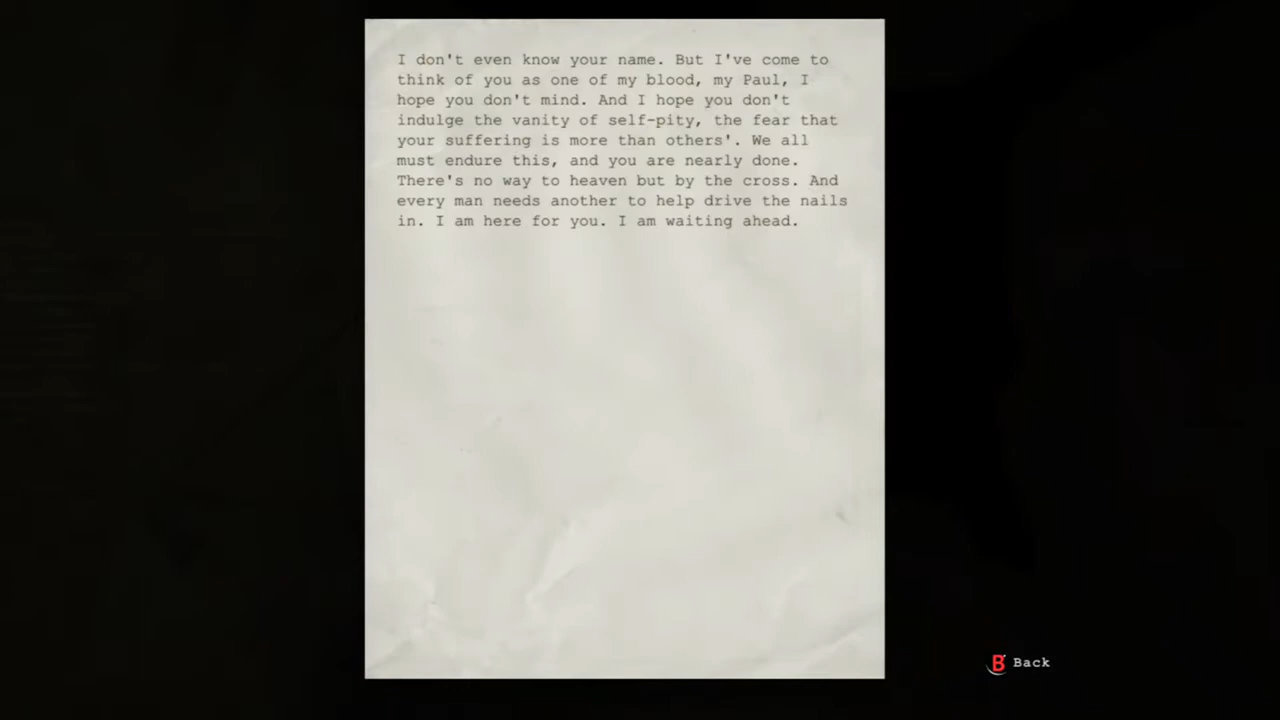 I don't even know your name. But I've come to
think of you as one of my blood, my Paul, I
hope you don't mind. And I hope you don't
indulge the vanity of self-pity, the fear that
your suffering is more than others'. We all
must endure this, and you are nearly done.
There's no way to heaven but by the cross. And
every man needs another to help drive the nails
in. I am here for you. I am waiting ahead.
B Back